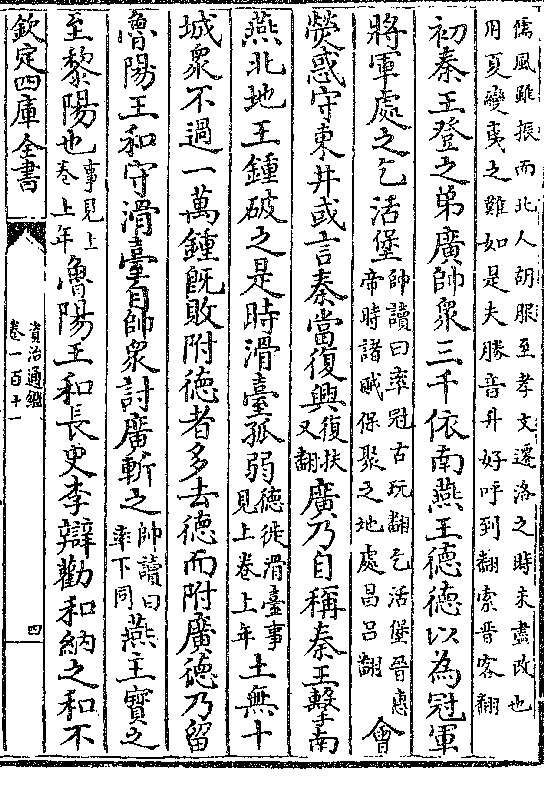 儒風雖振而北人胡服至孝文遷洛之時未盡改也
用夏變夷之難如是夫勝音升好呼到翻索昔客翻
初秦王登之弟廣帥衆三千依南燕王德德以為冠軍
將軍處之乞活堡
帥讀曰率冠古玩翻乞活堡晉惠
帝時諸賊保聚之地處昌呂翻
會
熒惑守東井或言秦當復興
復扶
又翻
廣乃自稱秦王擊南
燕北地王鍾破之是時滑臺孤弱
德徙滑臺事
見上卷上年
土無十
城衆不過一萬鍾旣敗附德者多去德而附廣德乃留
魯陽王和守滑臺自帥衆討廣斬之
帥讀曰
率下同
燕王寶之
至黎陽也
事見上
卷上年
魯陽王和長史李辯勸和納之和不
欽定四庫全書
資治通鑑
卷一百十一
四